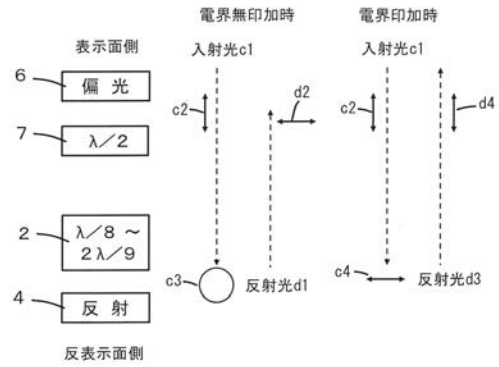 電界無印加時 電界印加時
表示面側 入射光c1 入射光c1
6 偏光
c2 d2 c2 d4
7 λ/2
2 λ/8 ~
2λ/9
c3 反射光d1 c4 反射光d3
4 反射
反表示面側